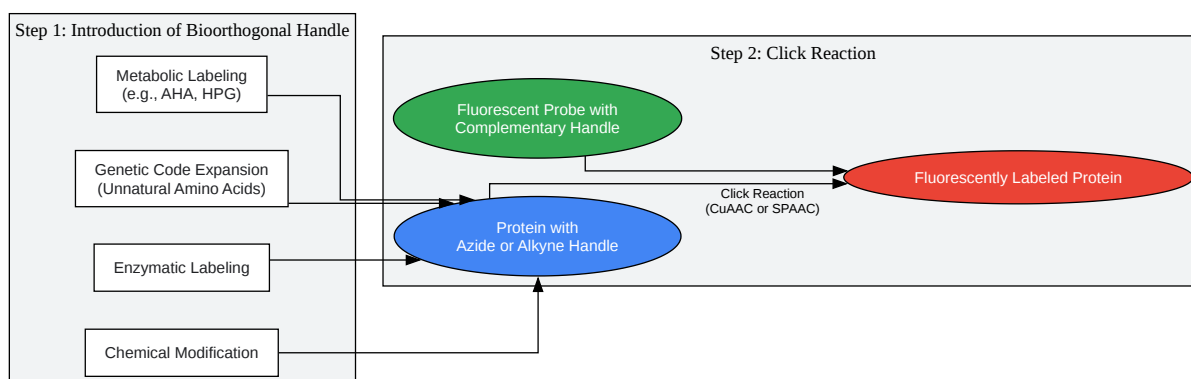 Step 1: Introduction of Bioorthogonal Handle
Metabolic Labeling
(e.g., AHA, HPG)
Genetic Code Expansion
(Unnatural Amino Acids)
Enzymatic Labeling
Chemical Modification
Step 2: Click Reaction
Fluorescent Probe with
Complementary Handle
Protein with
Azide or Alkyne Handle
Click Reaction
(CuAAC or SPAAC)
Fluorescently Labeled Protein